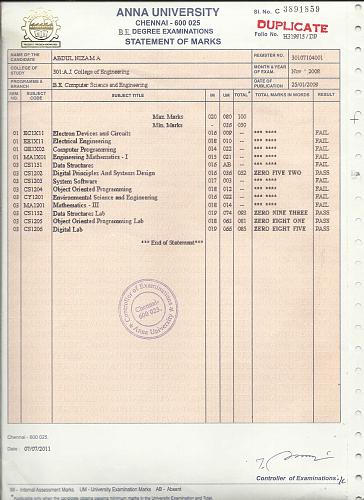 ANNA UNIVERSITY
CHENNAI - 600 025
B E DEGREE EXAMINATIONS
STATEMENT OF MARKS
Sl. No. C 3891859
DUPLICATE
Folio No.
NAME OF THE CANDIDATE ABDUL NIZAM A REGISTER NO. 30107104001
COLLEGE OF STUDY 301:A.J. College of Engineering MONTH & YEAR OF EXAM. Nov - 2008
PROGRAMME & BRANCH B.E. Computer Science and Engineering DATE OF PUBLICATION 25/01/2009
SEM. NO. SUBJECT CODE SUBJECT TITLE IM UM TOTAL* TOTAL MARKS IN WORDS RESULT
Max. Marks 020 080 100
Min. Marks - 036 050
01 EC1X11 Electron Devices and Circuits 016 009 --- *** **** FAIL
01 EE1X11 Electrical Engineering 018 010 --- *** **** FAIL
01 GE1X02 Computer Programming 014 022 --- *** **** FAIL
01 MA1X01 Engineering Mathematics - I 015 021 --- *** **** FAIL
03 CS1151 Data Structures 016 AB --- *** **** FAIL
03 CS1202 Digital Principles And Systems Design 016 036 052 ZERO FIVE TWO PASS
03 CS1203 System Software 017 003 --- *** **** FAIL
03 CS1204 Object Oriented Programming 018 012 --- *** **** FAIL
03 CY1201 Environmental Science and Engineering 016 022 --- *** **** FAIL
03 MA1201 Mathematics - III 018 014 --- *** **** FAIL
03 CS1152 Data Structures Lab 019 074 093 ZERO NINE THREE PASS
03 CS1205 Object Oriented Programming Lab 018 063 081 ZERO EIGHT ONE PASS
03 CS1206 Digital Lab 019 066 085 ZERO EIGHT FIVE PASS
*** End of Statement***
Controller of Examinations
Chennai-
600 025.
Anna University
Chennai - 600 025.
Date : 07/07/2011
Controller of Examinations
IM - Internal Assessment Marks UM - University Examination Marks AB - Absent